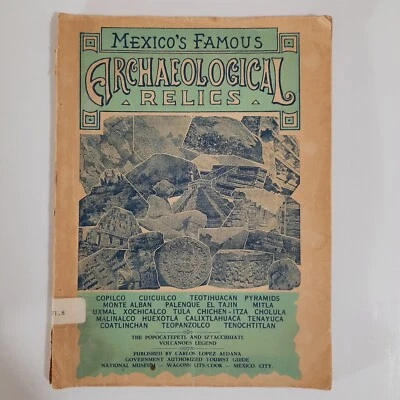 MEXICO'S FAMOUS
ARCHAEOLOGICAL
RELICS
COPILCO CUICUILCO TEOTIHUACAN PYRAMIDS
MONTE ALBAN PALENQUE EL TAJIN MITLA
UXMAL XOCHICALCO TULA CHICHEN-ITZA CHOLULA
MALINALCO HUEXOTLA CALIXTLAHUACA TENAYUCA
COATLINCHAN TEOPANZOLCO TENOCHTITLAN
THE POPOCATEPETL AND IZTACCIHUATL
VOLCANOES LEGEND
PUBLISHED BY CARLOS LOPEZ ALDANA
GOVERNMENT AUTHORIZED TOURIST GUIDE
NATIONAL MUSEUM - WAGONS LITS-COOK - MEXICO CITY